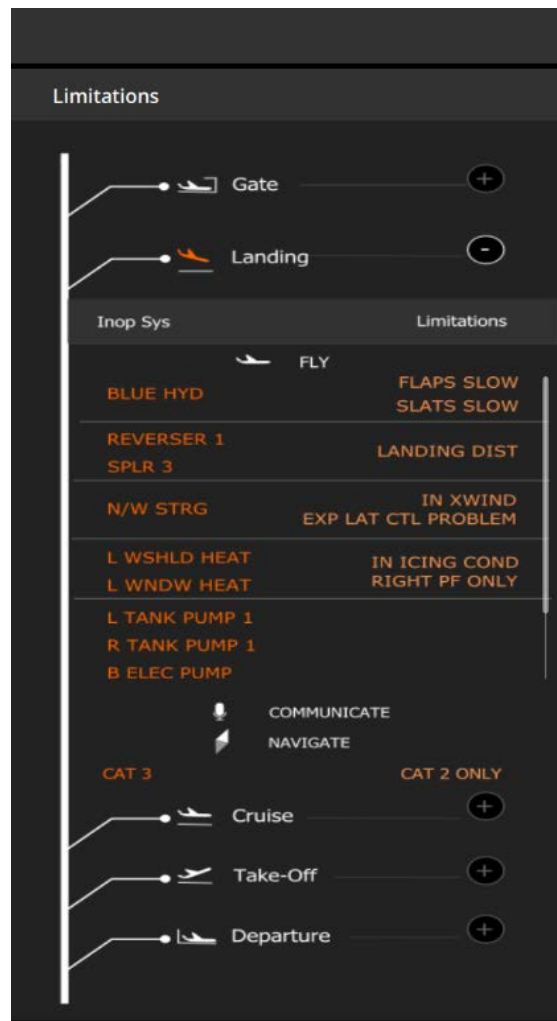 Limitations
Gate
+
Landing
-
Inop Sys Limitations
FLY
BLUE HYD FLAPS SLOW
SLATS SLOW
REVERSER 1
SPLR 3 LANDING DIST
N/W STRG IN XWIND
EXP LAT CTL PROBLEM
L WSHLD HEAT IN ICING COND
L WNDW HEAT RIGHT PF ONLY
L TANK PUMP 1
R TANK PUMP 1
B ELEC PUMP
COMMUNICATE
NAVIGATE
CAT 3 CAT 2 ONLY
Cruise
+
Take-Off
+
Departure
+